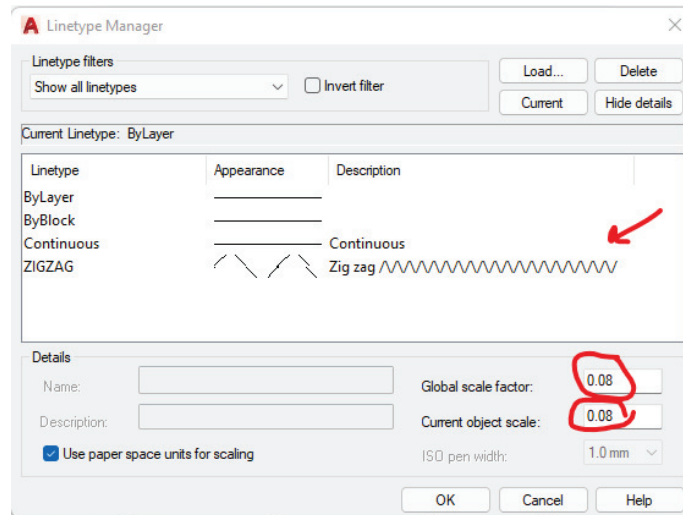 Linetype Manager
Linetype filters
Show all linetypes
Invert filter
Load...
Delete
Current
Hide details
Current Linetype: ByLayer
Linetype Appearance Description
ByLayer
ByBlock
Continuous Continuous
ZIGZAG Zig zag /\/\/\/\/\/\/\/\/\/\/\/\/\/\/\/\/\/\/\/
Details
Name:
Description:
Use paper space units for scaling
Global scale factor: 0.08
Current object scale: 0.08
ISO pen width: 1.0 mm
OK Cancel Help